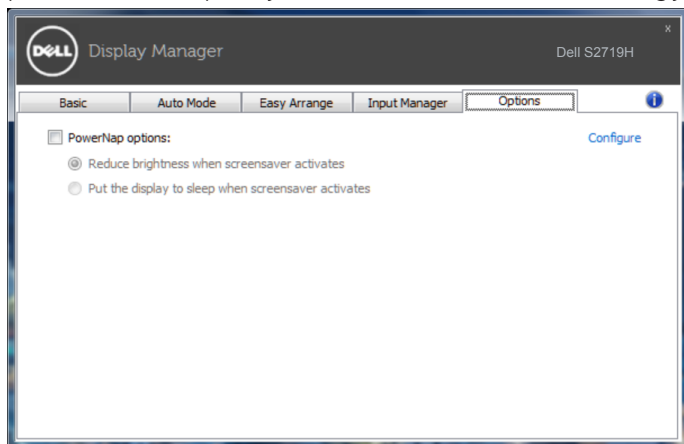 DELL Display Manager
x
Dell S2719H
Basic Auto Mode Easy Arrange Input Manager Options i
PowerNap options: Configure
Reduce brightness when screensaver activates
Put the display to sleep when screensaver activates